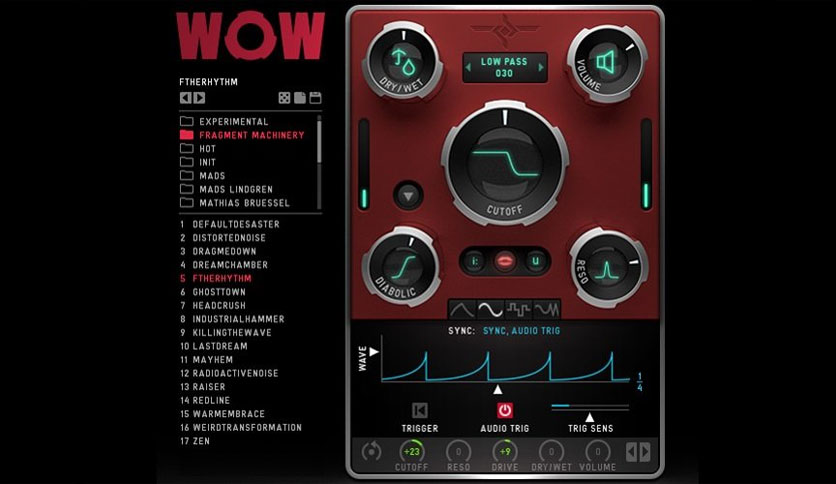 WOW
FTHERHYTHM
EXPERIMENTAL
FRAGMENT MACHINERY
HOT
INIT
MADS
MADS LINDGREN
MATHIAS BRUESSEL
1 DEFAULTDESASTER
2 DISTORTEDNOISE
3 DRAGMEDOWN
4 DREAMCHAMBER
5 FTHERHYTHM
6 GHOSTTOWN
7 HEADCRUSH
8 INDUSTRIALHAMMER
9 KILLINGTHEWAVE
10 LASTDREAM
11 MAYHEM
12 RADIOACTIVENOISE
13 RAISER
14 REDLINE
15 WARMEMBRACE
16 WEIRDTRANSFORMATION
17 ZEN
DRY/WET
LOW PASS
030
VOLUME
CUTOFF
DIABOLIC
i:
u
RESO
SYNC: SYNC, AUDIO TRIG
WAVE
1/4
TRIGGER
AUDIO TRIG
TRIG SENS
+23
0
+9
0
0
CUTOFF
RESO
DRIVE
DRY/WET
VOLUME